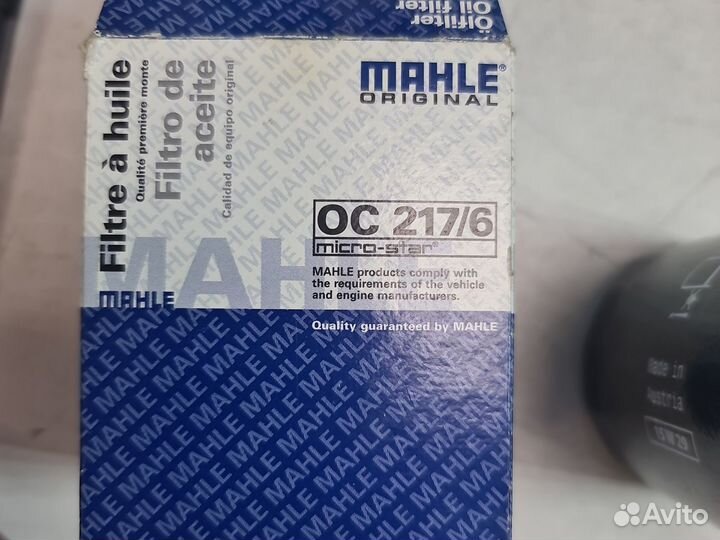 Ölfilter
Oil filter
Filtre à huile
Qualité première monte
Filtro de
aceite
Calidad de equipo original
MAHLE
ORIGINAL
OC 217/6
micro-star®
MAHLE products comply with
the requirements of the vehicle
and engine manufacturers.
Quality guaranteed by MAHLE
MAHLE
MAHLE
Made in
Austria
15W29
Avito